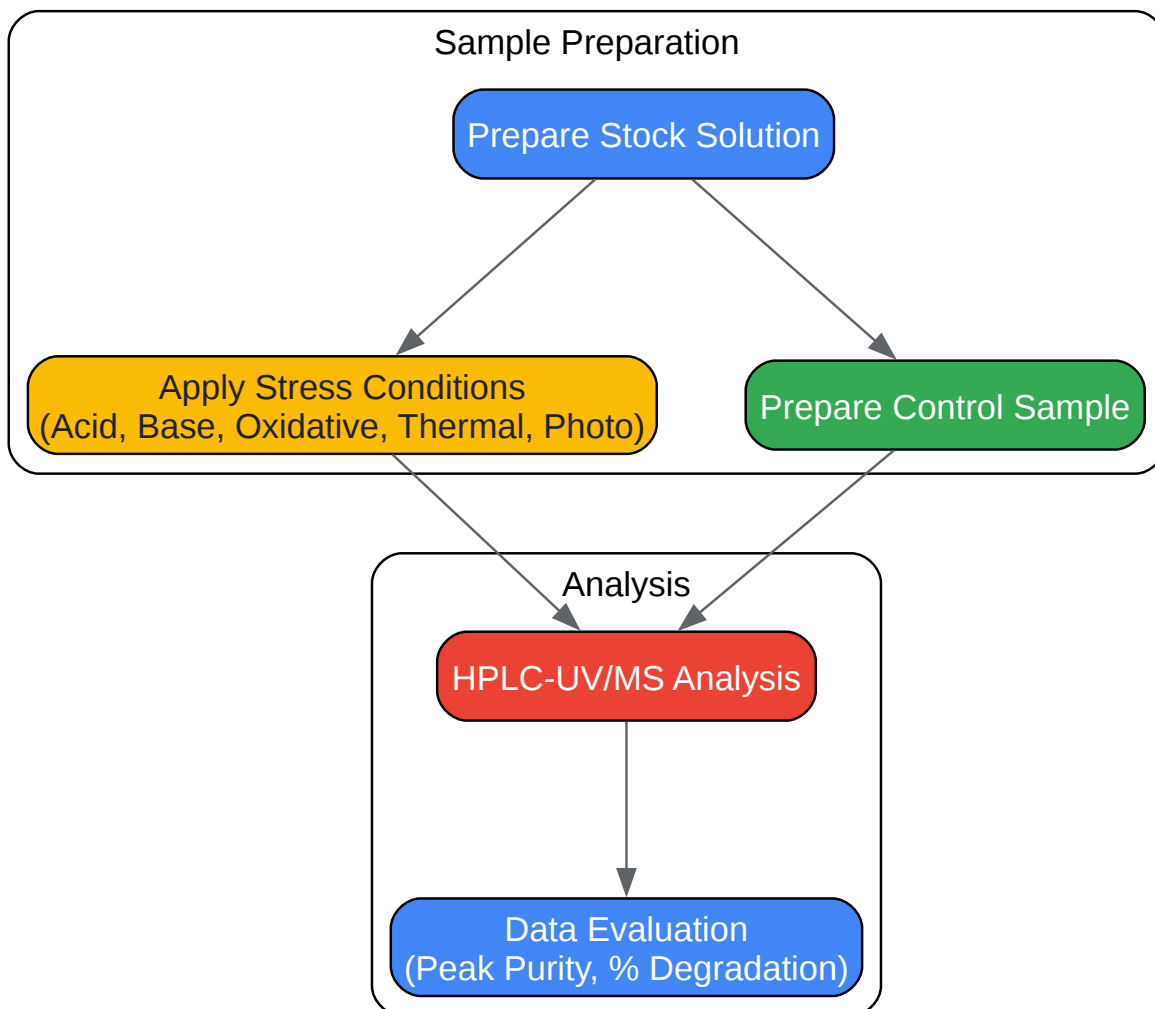 Sample Preparation
Prepare Stock Solution
Apply Stress Conditions
(Acid, Base, Oxidative, Thermal, Photo)
Prepare Control Sample
Analysis
HPLC-UV/MS Analysis
Data Evaluation
(Peak Purity, % Degradation)